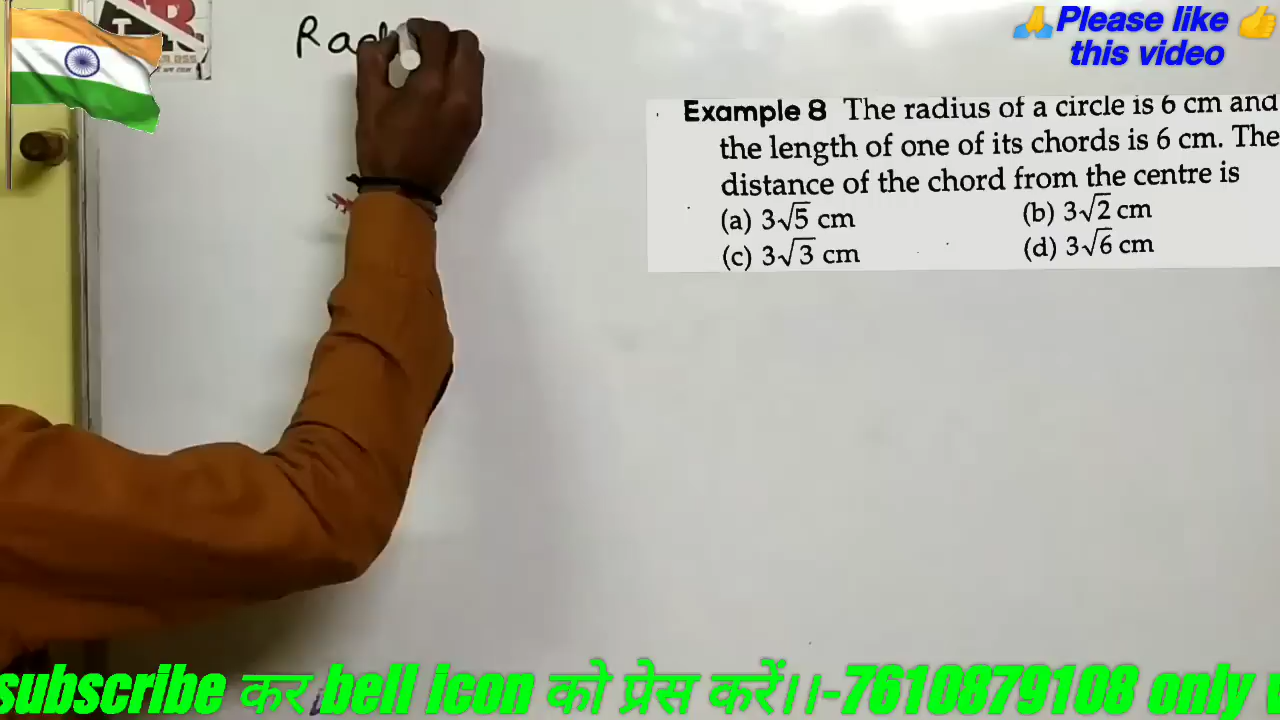 Rad
🙏Please like 👍
this video
Example 8 The radius of a circle is 6 cm and
the length of one of its chords is 6 cm. The
distance of the chord from the centre is
(a) 3√5 cm (b) 3√2 cm
(c) 3√3 cm (d) 3√6 cm
subscribe कर bell icon को प्रेस करें।।-7610879108 only